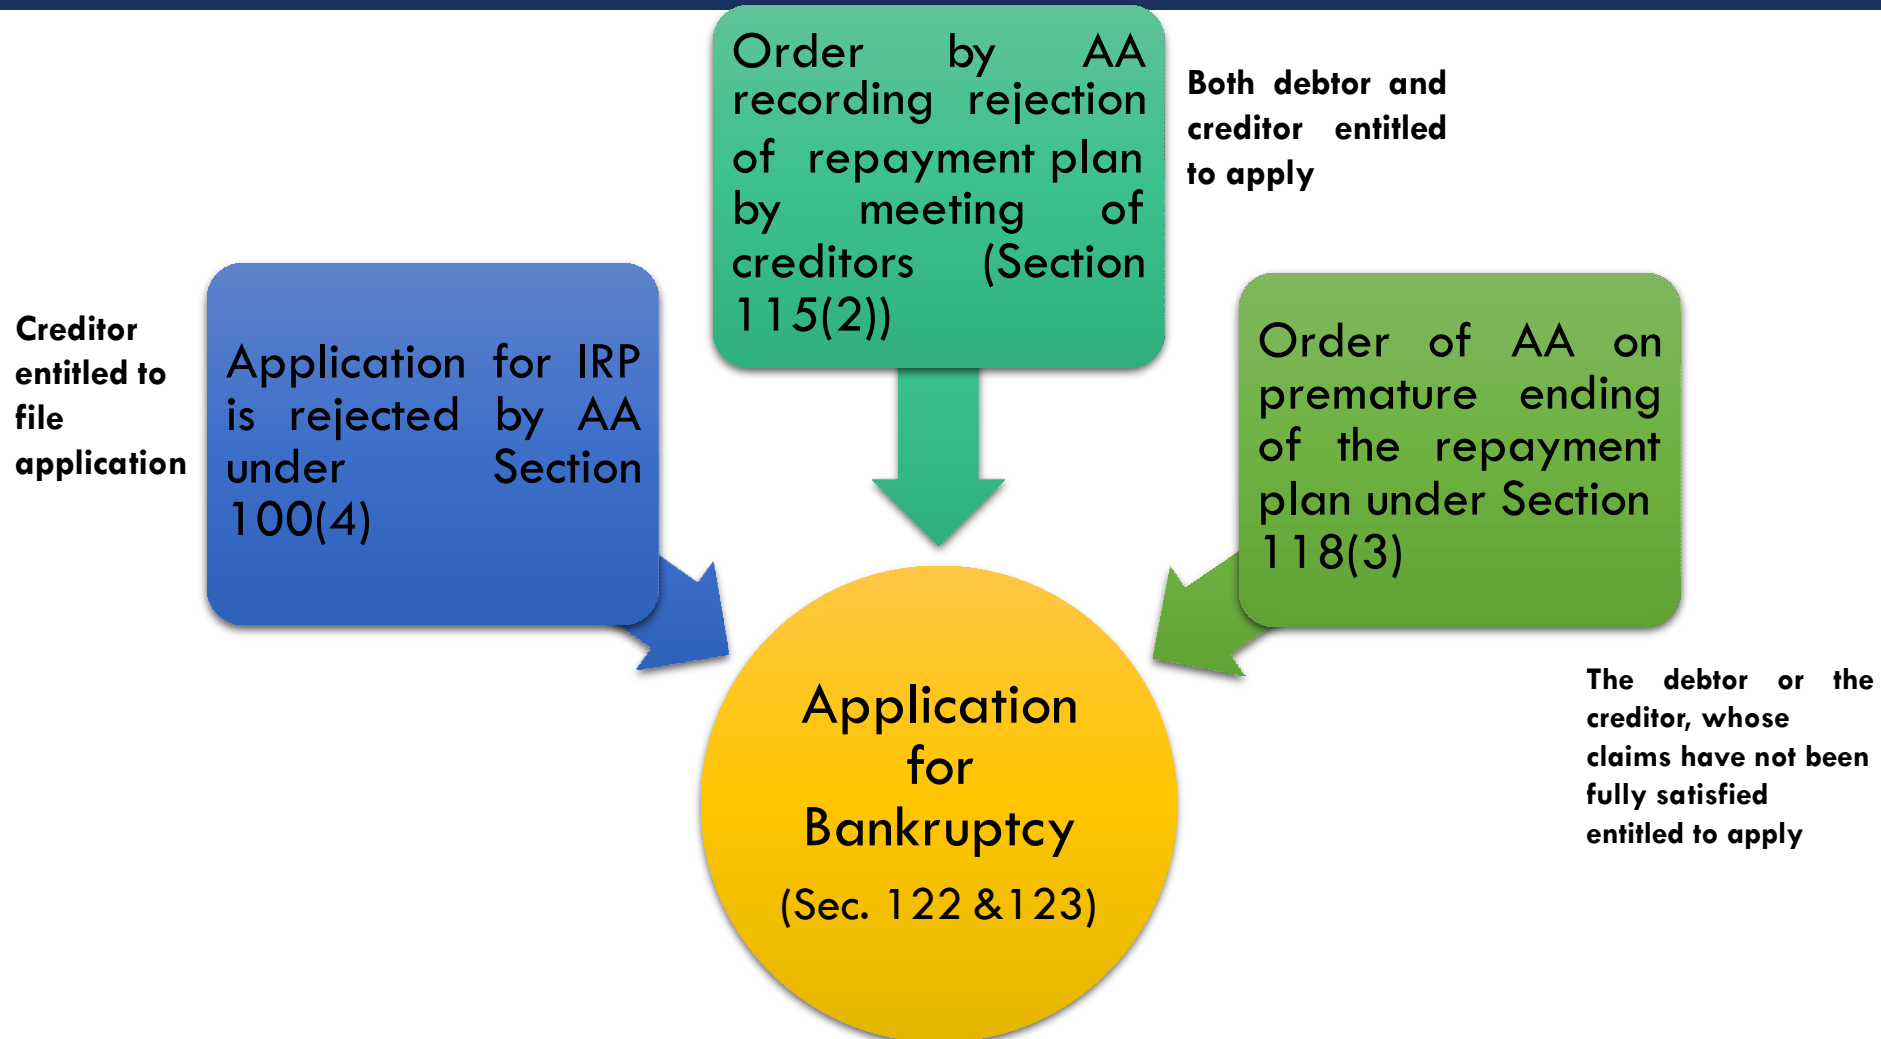 Order by AA
recording rejection
of repayment plan
by meeting of
creditors (Section
115(2))
Both debtor and
creditor entitled
to apply
Creditor
entitled to
file
application
Application for IRP
is rejected by AA
under Section
100(4)
Order of AA on
premature ending
of the repayment
plan under Section
118(3)
The debtor or the
creditor, whose
claims have not been
fully satisfied
entitled to apply
Application
for
Bankruptcy
(Sec. 122 &123)